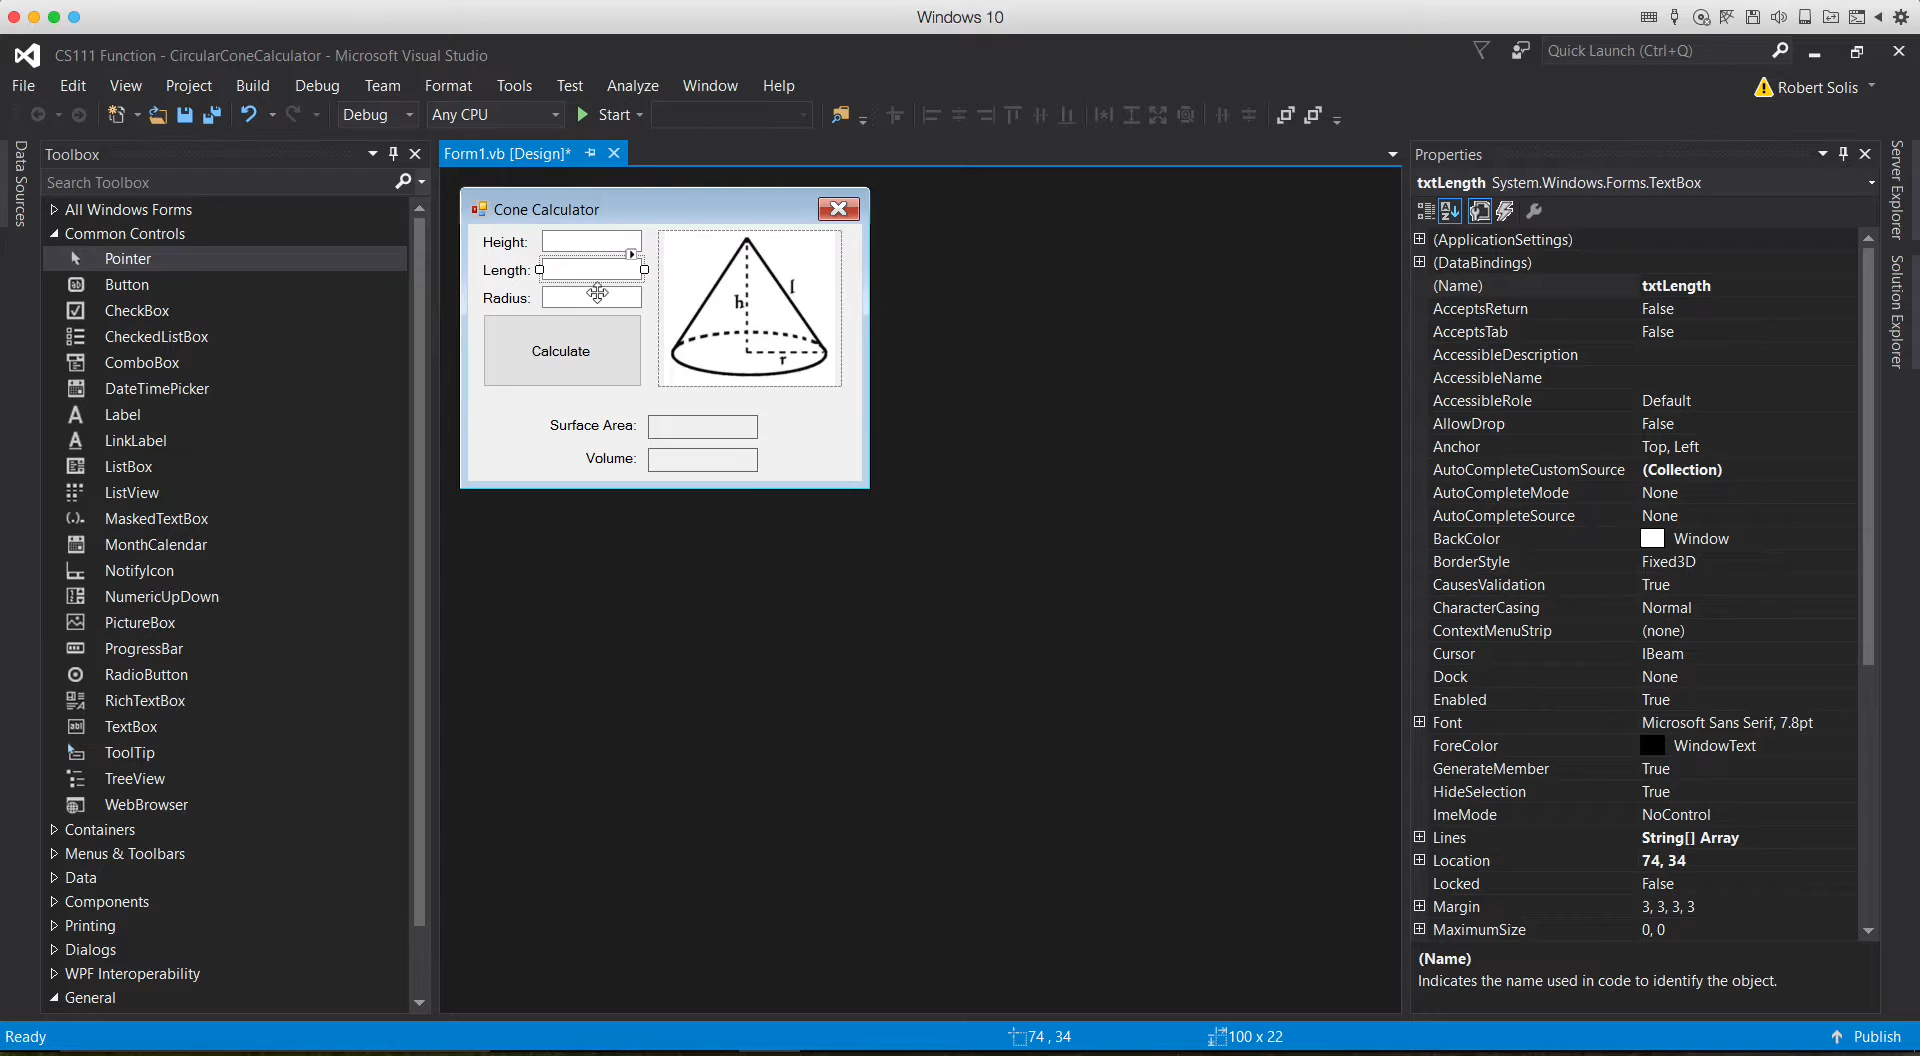 Windows 10
CS111 Function - CircularConeCalculator - Microsoft Visual Studio
Quick Launch (Ctrl+Q)
File Edit View Project Build Debug Team Format Tools Test Analyze Window Help
Robert Solis
Debug Any CPU Start
Data Sources
Toolbox
Search Toolbox
All Windows Forms
Common Controls
Pointer
Button
CheckBox
CheckedListBox
ComboBox
DateTimePicker
Label
LinkLabel
ListBox
ListView
MaskedTextBox
MonthCalendar
NotifyIcon
NumericUpDown
PictureBox
ProgressBar
RadioButton
RichTextBox
TextBox
ToolTip
TreeView
WebBrowser
Containers
Menus & Toolbars
Data
Components
Printing
Dialogs
WPF Interoperability
General
Form1.vb [Design]*
Cone Calculator
Height:
Length:
Radius:
Calculate
h
l
r
Surface Area:
Volume:
Properties
txtLength System.Windows.Forms.TextBox
(ApplicationSettings)
(DataBindings)
(Name) txtLength
AcceptsReturn False
AcceptsTab False
AccessibleDescription
AccessibleName
AccessibleRole Default
AllowDrop False
Anchor Top, Left
AutoCompleteCustomSource (Collection)
AutoCompleteMode None
AutoCompleteSource None
BackColor Window
BorderStyle Fixed3D
CausesValidation True
CharacterCasing Normal
ContextMenuStrip (none)
Cursor IBeam
Dock None
Enabled True
Font Microsoft Sans Serif, 7.8pt
ForeColor WindowText
GenerateMember True
HideSelection True
ImeMode NoControl
Lines String[] Array
Location 74, 34
Locked False
Margin 3, 3, 3, 3
MaximumSize 0, 0
(Name)
Indicates the name used in code to identify the object.
Server Explorer
Solution Explorer
Ready 74 , 34 100 x 22 Publish